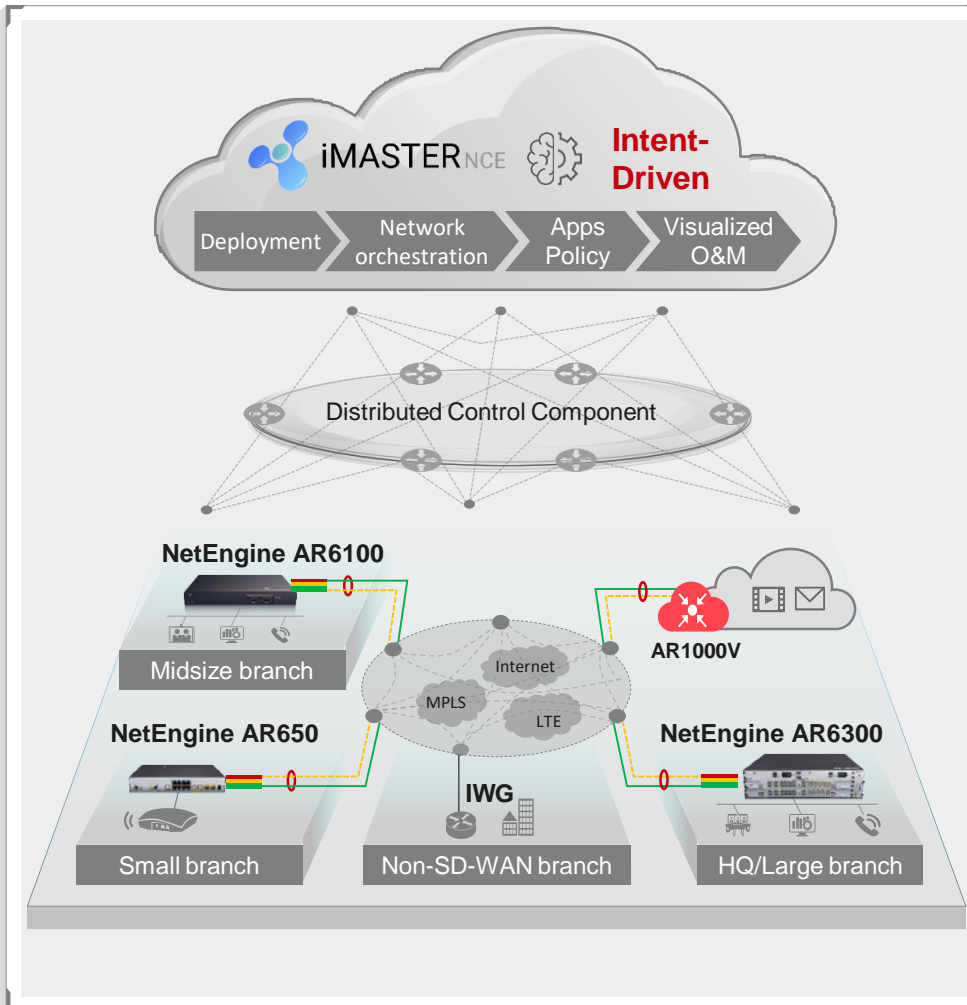 iMASTER NCE
Intent-
Driven
Deployment
Network
orchestration
Apps
Policy
Visualized
O&M
Distributed Control Component
NetEngine AR6100
Midsize branch
AR1000V
Internet
MPLS
LTE
NetEngine AR650
Small branch
IWG
Non-SD-WAN branch
NetEngine AR6300
HQ/Large branch